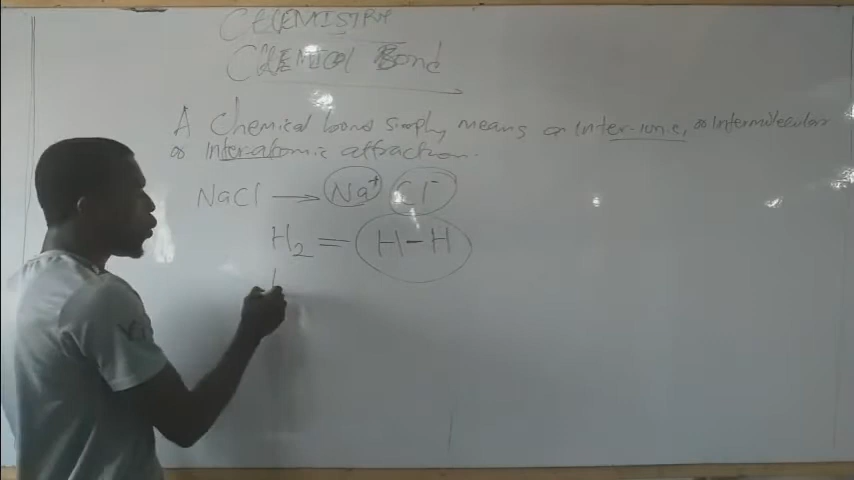 CHEMISTRY
CHEMICAL Bond
A Chemical bond simply means an inter-ionic, or intermolecular
or inter-atomic attraction.
NaCl → Na⁺ Cl⁻
H₂ = H-H